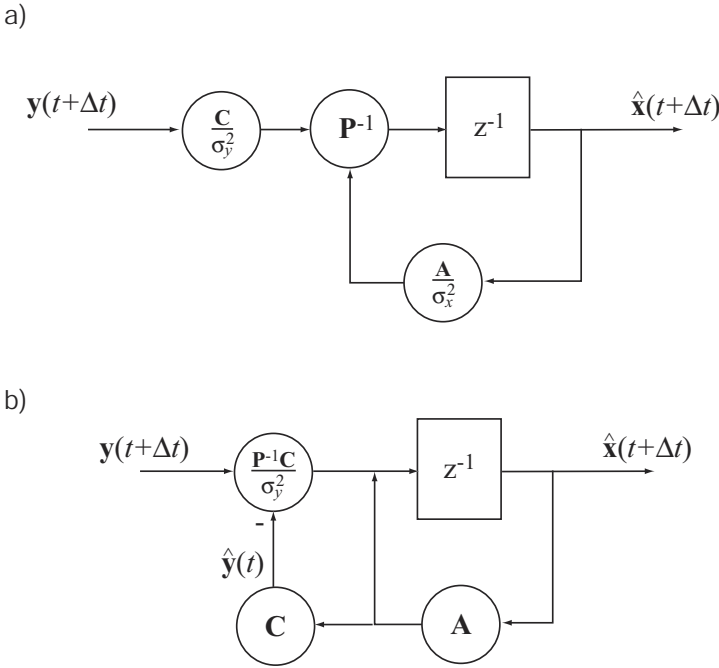 a)
y(t+Δt)
C
σ_y^2
P^-1
z^-1
x̂(t+Δt)
A
σ_x^2
b)
y(t+Δt)
P^-1C
σ_y^2
z^-1
x̂(t+Δt)
-
ŷ(t)
C
A